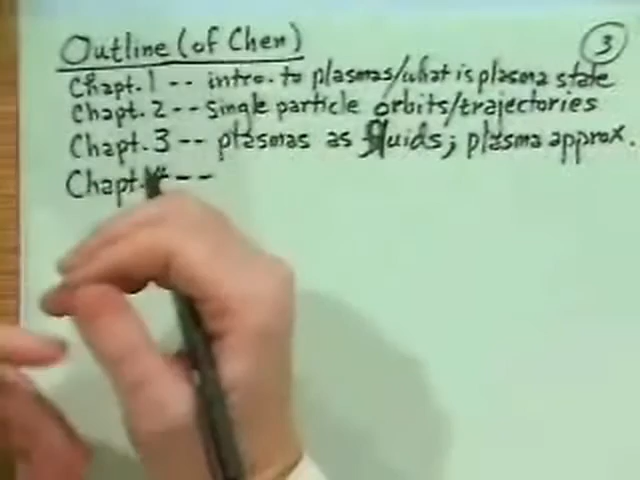 Outline (of Chen)
3
Chapt. 1 -- intro. to plasmas/what is plasma state
Chapt. 2 -- Single particle orbits/trajectories
Chapt. 3 -- plasmas as fluids; plasma approx.
Chapt. --